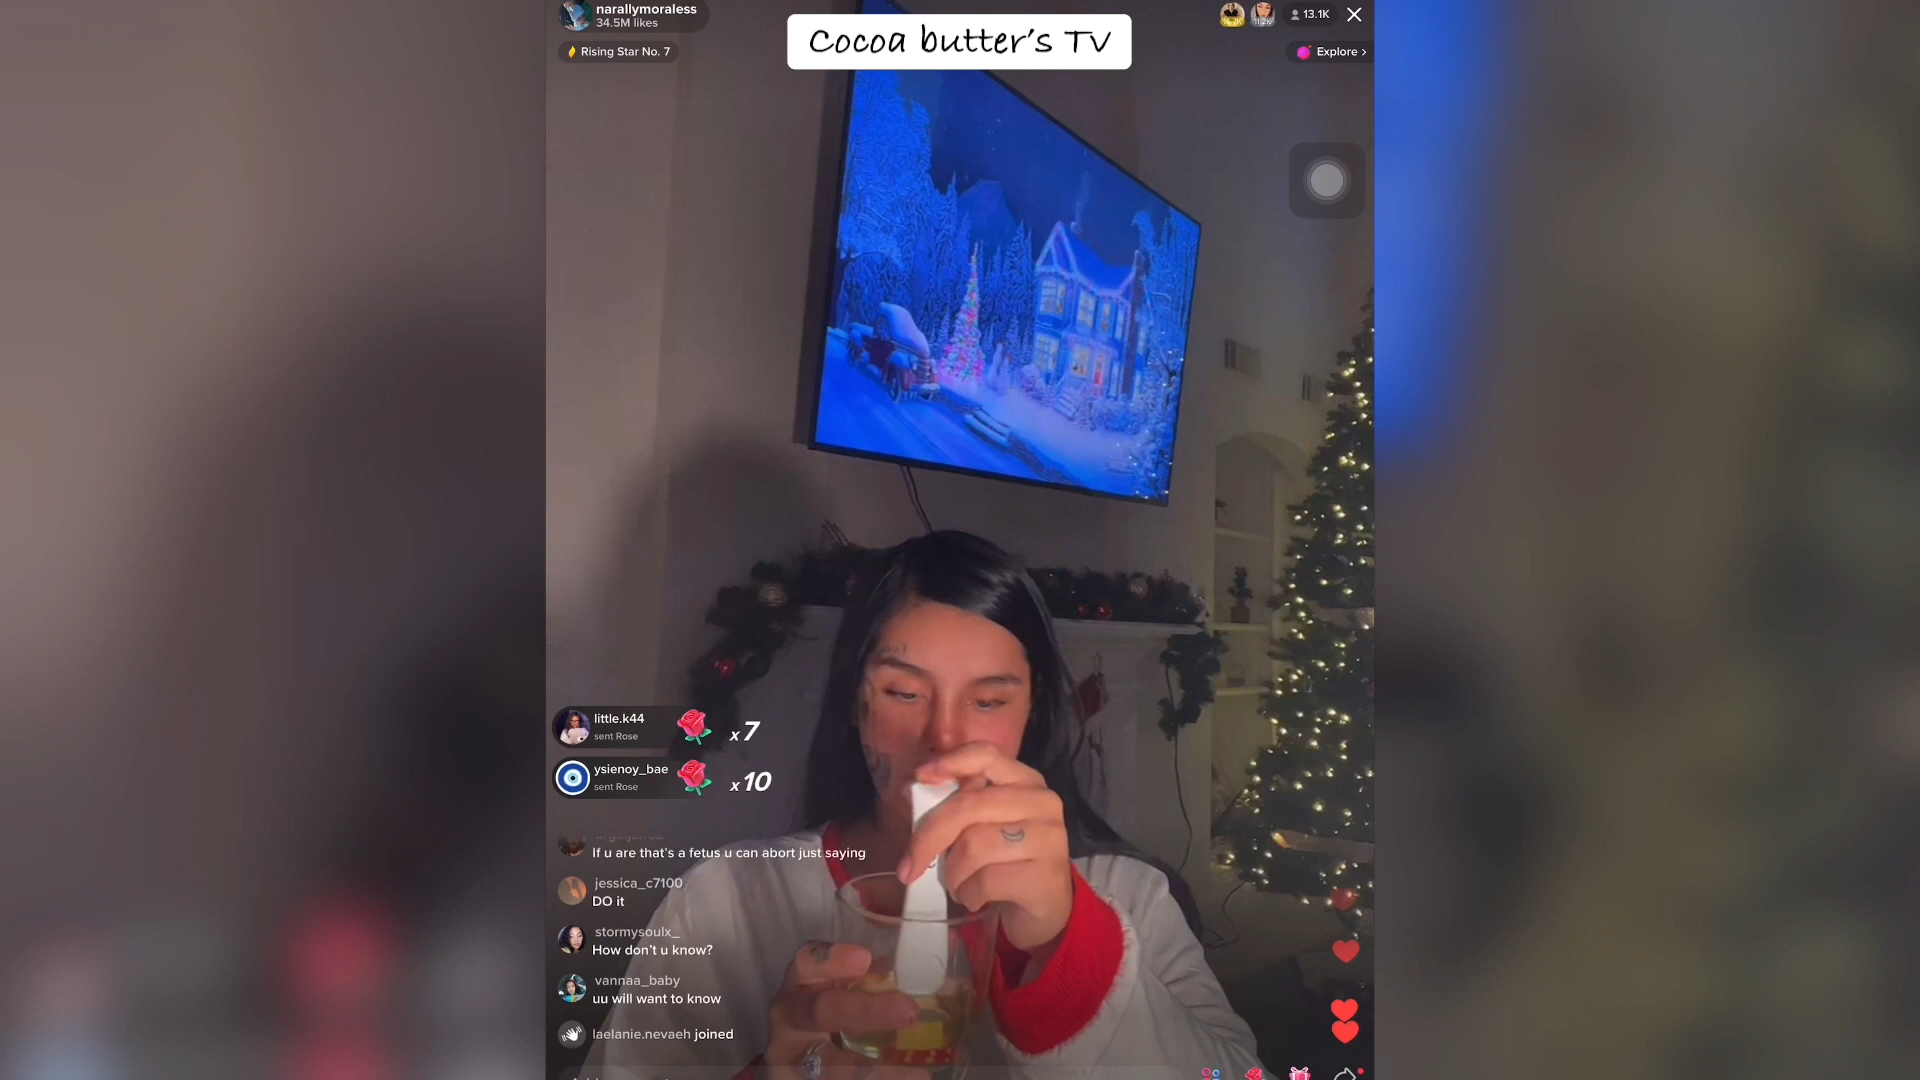 narallymoraless
34.5M likes
Rising Star No. 7
Cocoa butter's TV
13.1K
Explore >
little.k44
sent Rose
x7
ysienoy_bae
sent Rose
x10
If u are that's a fetus u can abort just saying
jessica_c7100
DO it
stormysoulx_
How don't u know?
vannaa_baby
uu will want to know
laelanie.nevaeh joined